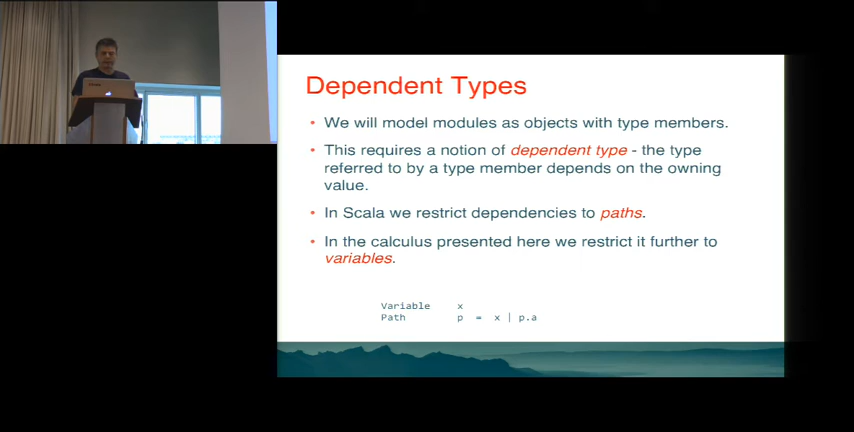 Dependent Types
• We will model modules as objects with type members.
• This requires a notion of dependent type - the type
referred to by a type member depends on the owning
value.
• In Scala we restrict dependencies to paths.
• In the calculus presented here we restrict it further to
variables.
Variable x
Path p = x | p.a